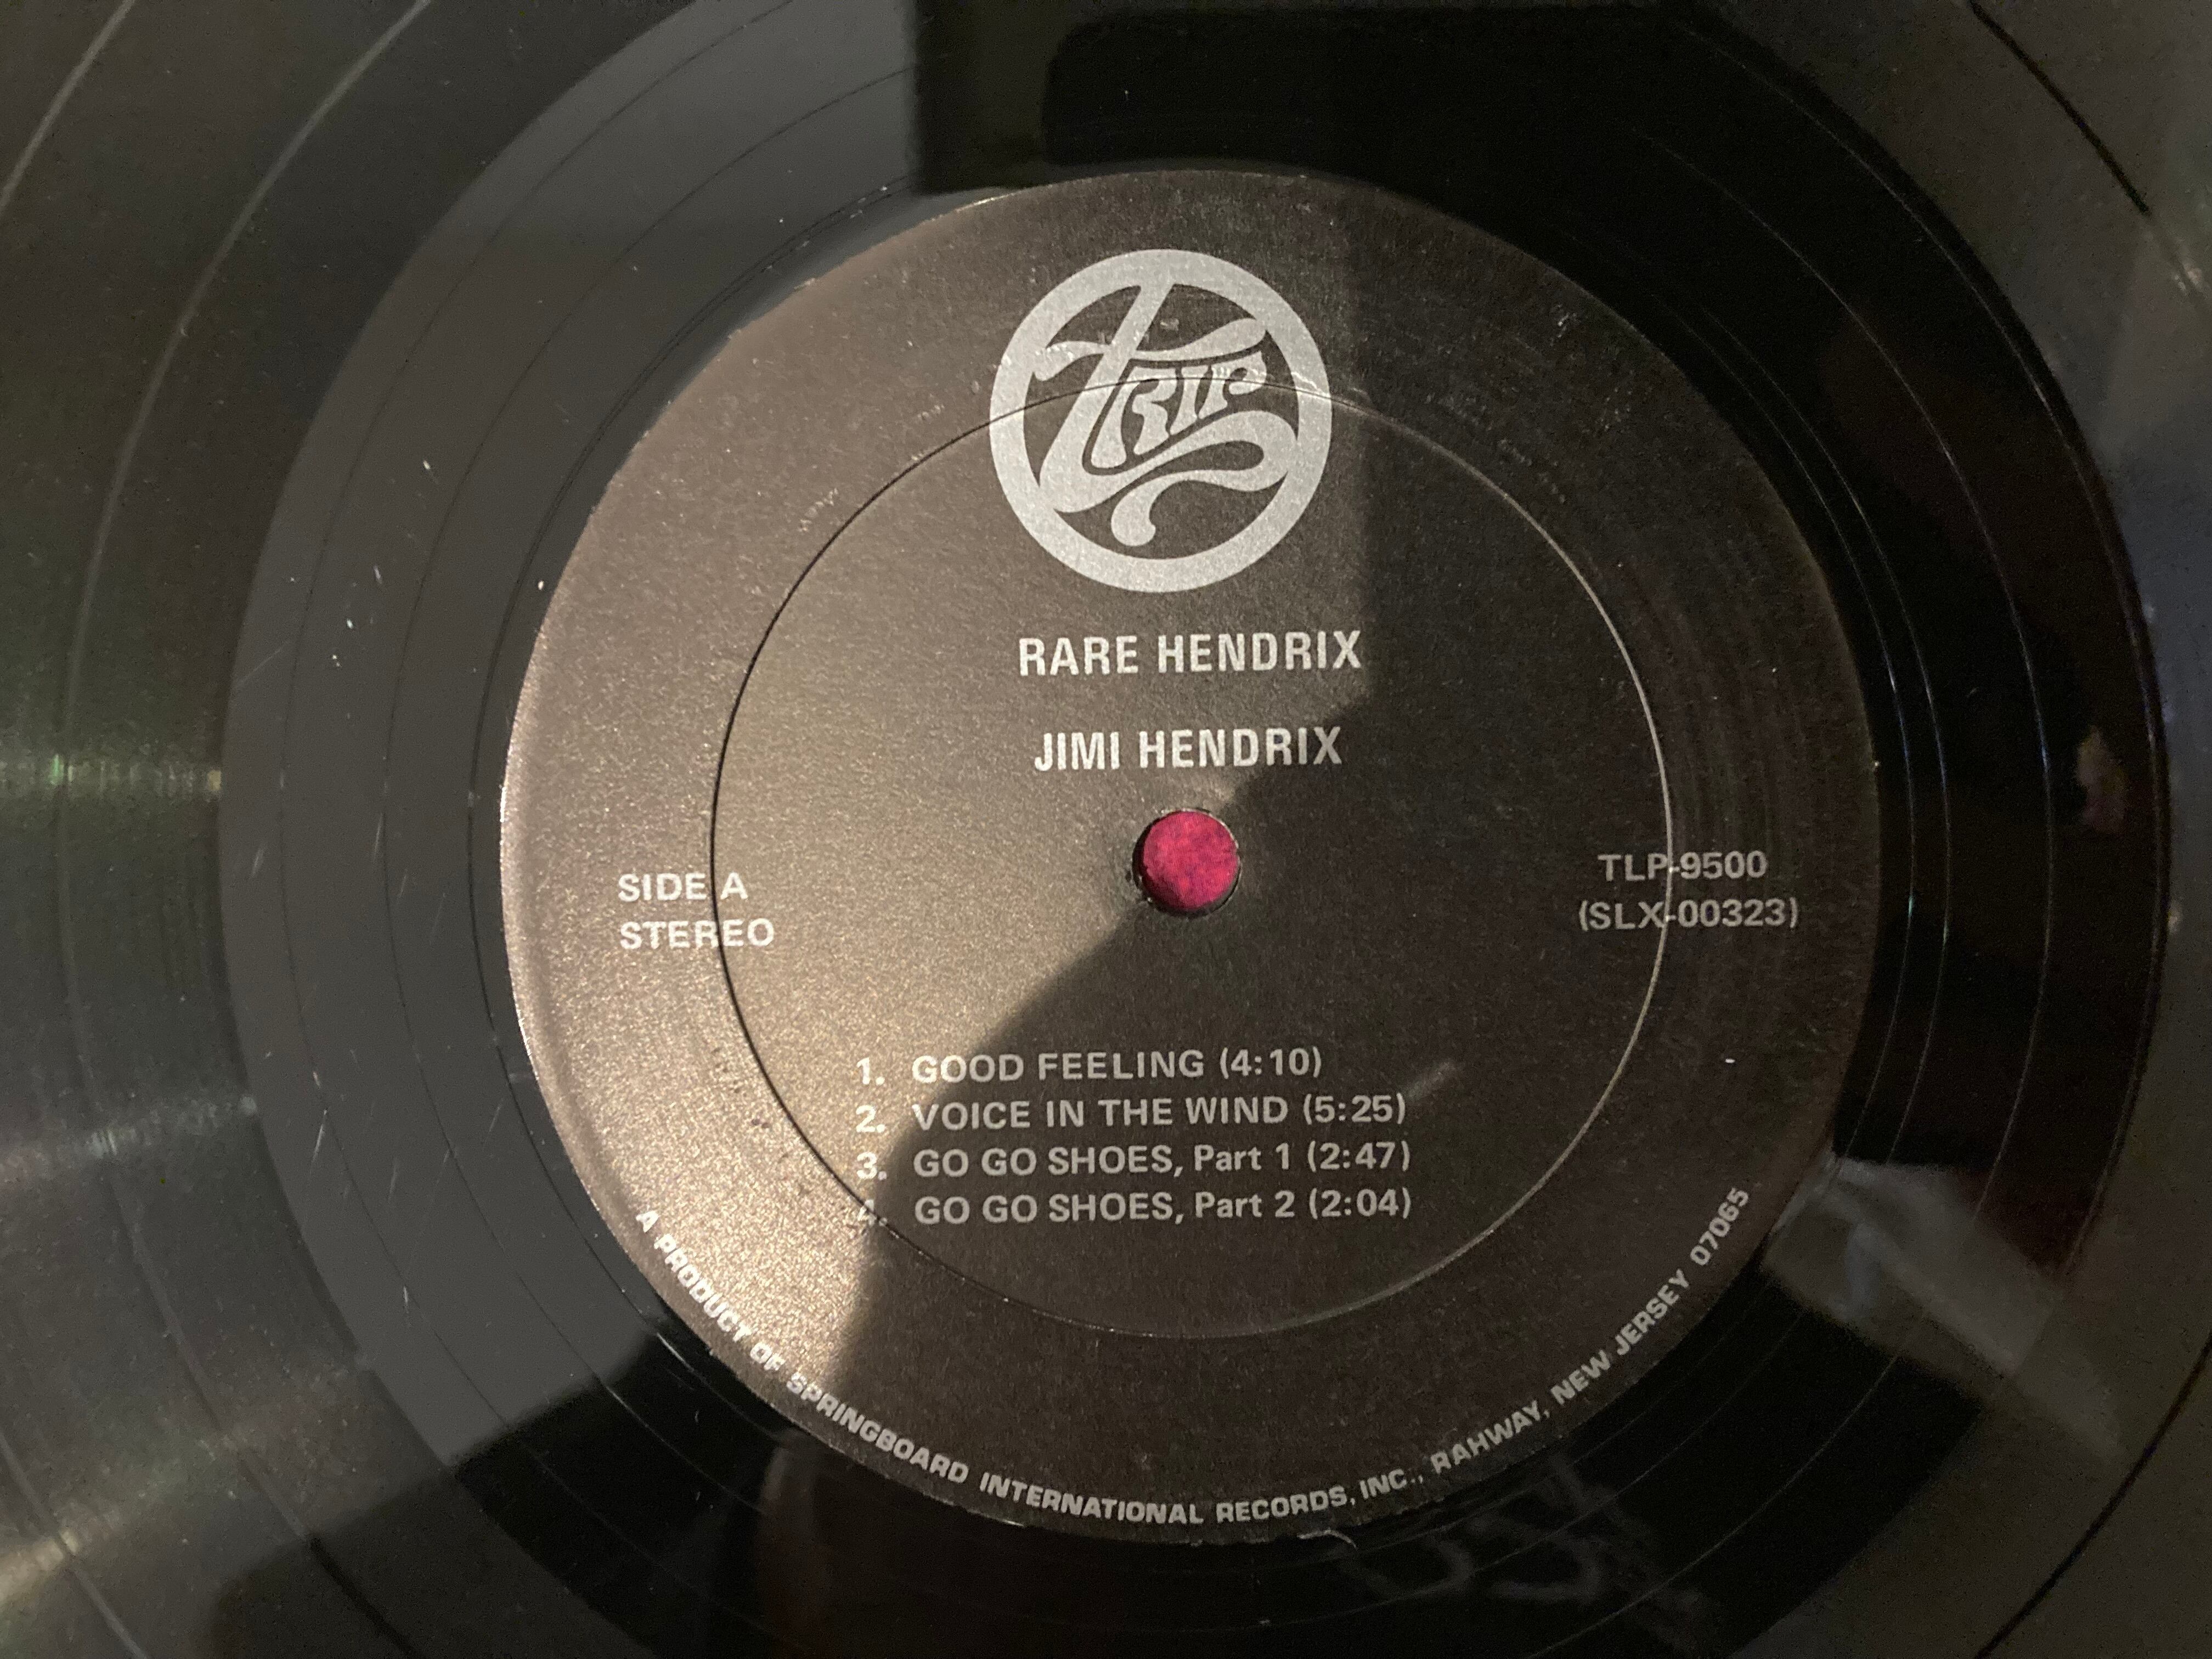 TRIP
RARE HENDRIX
JIMI HENDRIX
SIDE A
STEREO
TLP-9500
(SLX-00323)
1. GOOD FEELING (4:10)
2. VOICE IN THE WIND (5:25)
3. GO GO SHOES, Part 1 (2:47)
4. GO GO SHOES, Part 2 (2:04)
A PRODUCT OF SPRINGBOARD INTERNATIONAL RECORDS, INC., RAHWAY, NEW JERSEY 07065